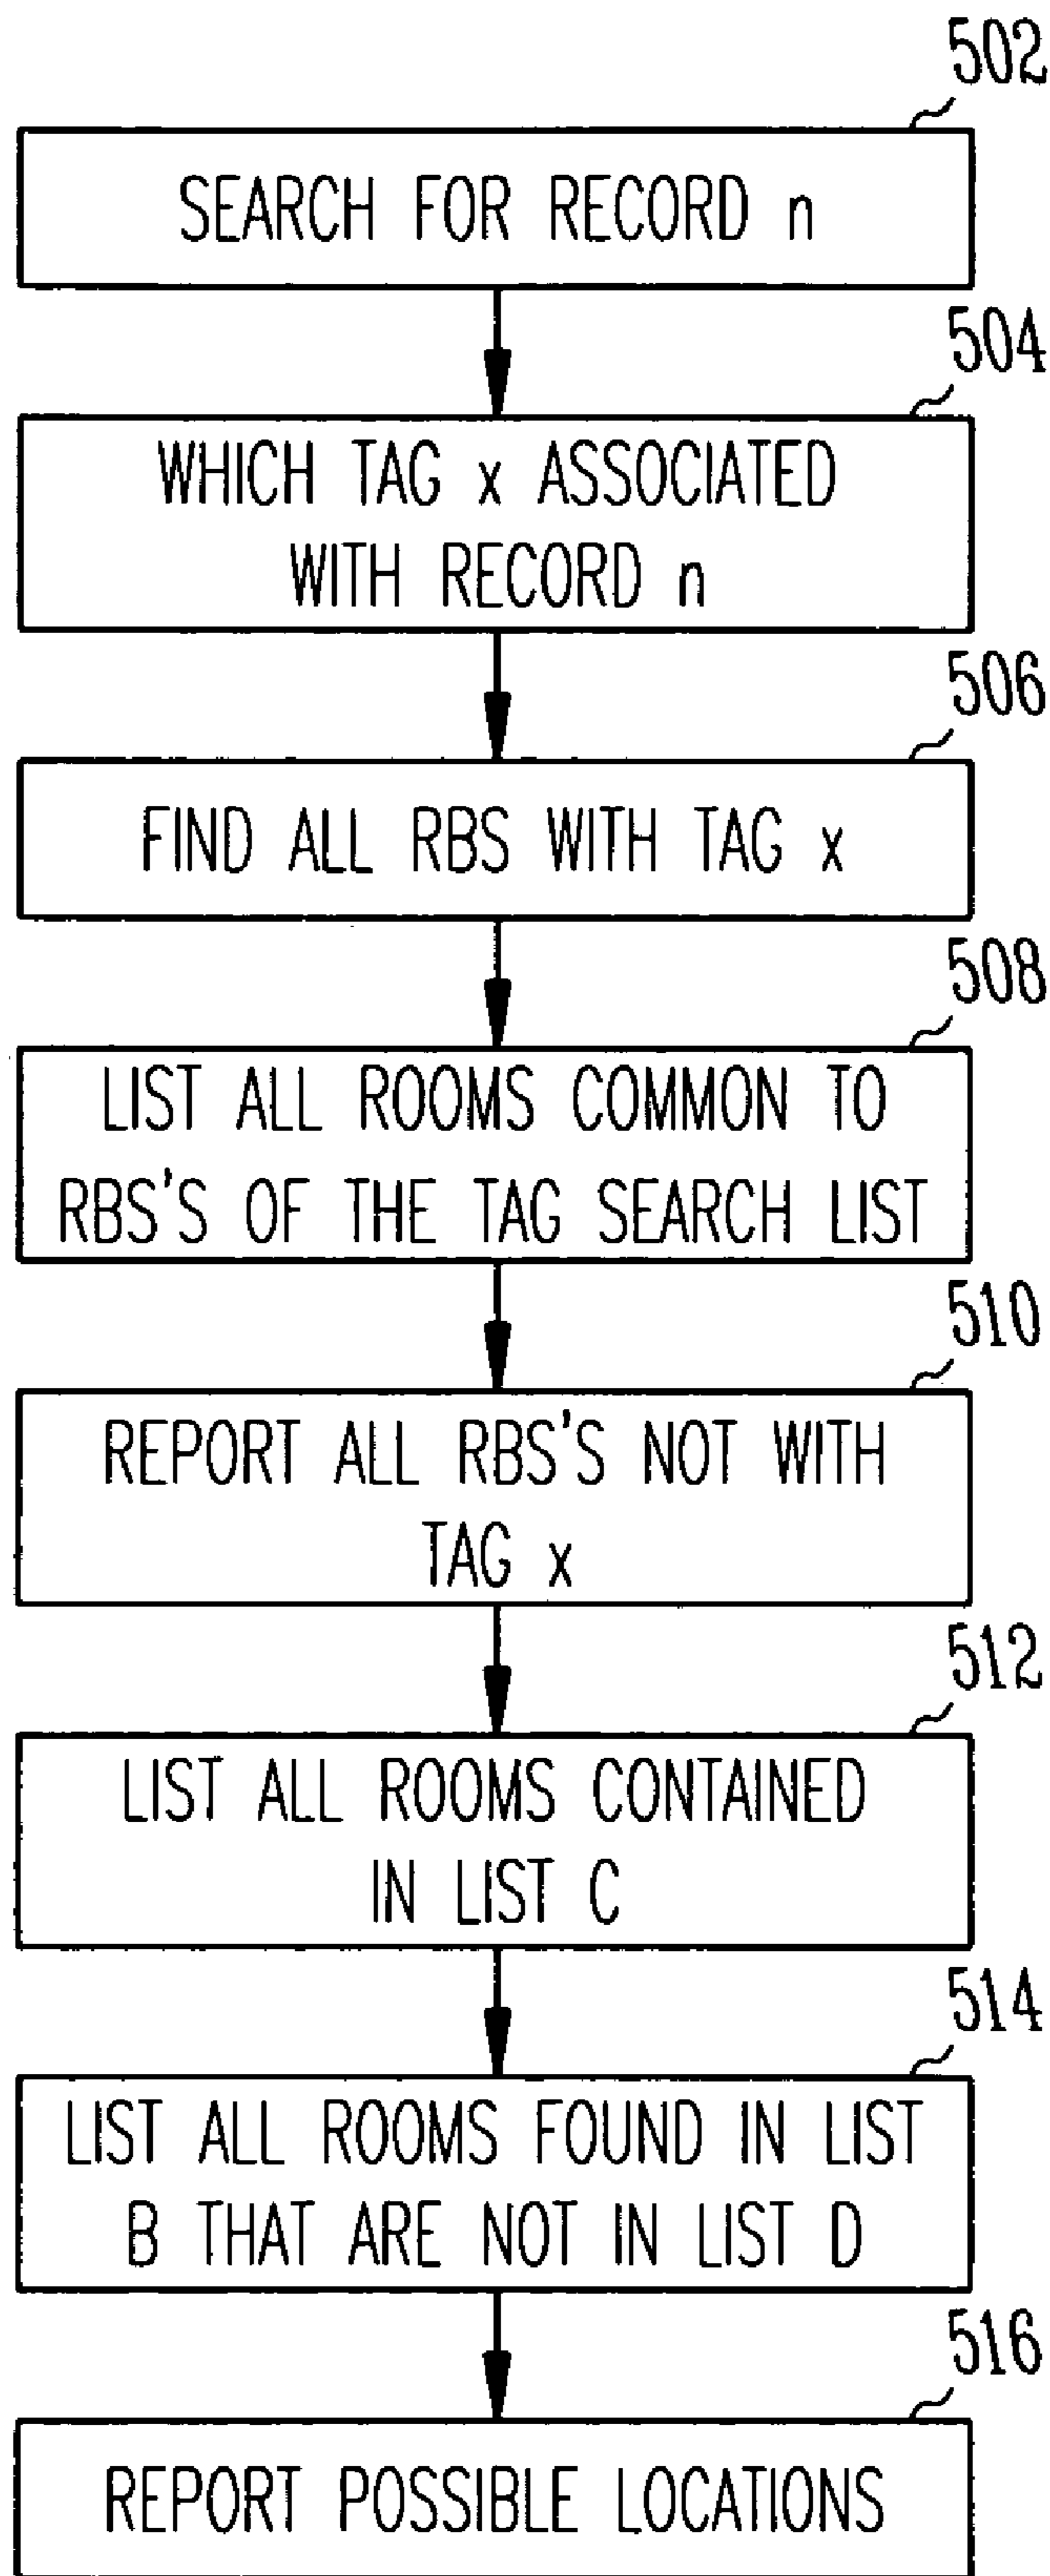 502
SEARCH FOR RECORD n
504
WHICH TAG x ASSOCIATED
WITH RECORD n
506
FIND ALL RBS WITH TAG x
508
LIST ALL ROOMS COMMON TO
RBS'S OF THE TAG SEARCH LIST
510
REPORT ALL RBS'S NOT WITH
TAG x
512
LIST ALL ROOMS CONTAINED
IN LIST C
514
LIST ALL ROOMS FOUND IN LIST
B THAT ARE NOT IN LIST D
516
REPORT POSSIBLE LOCATIONS